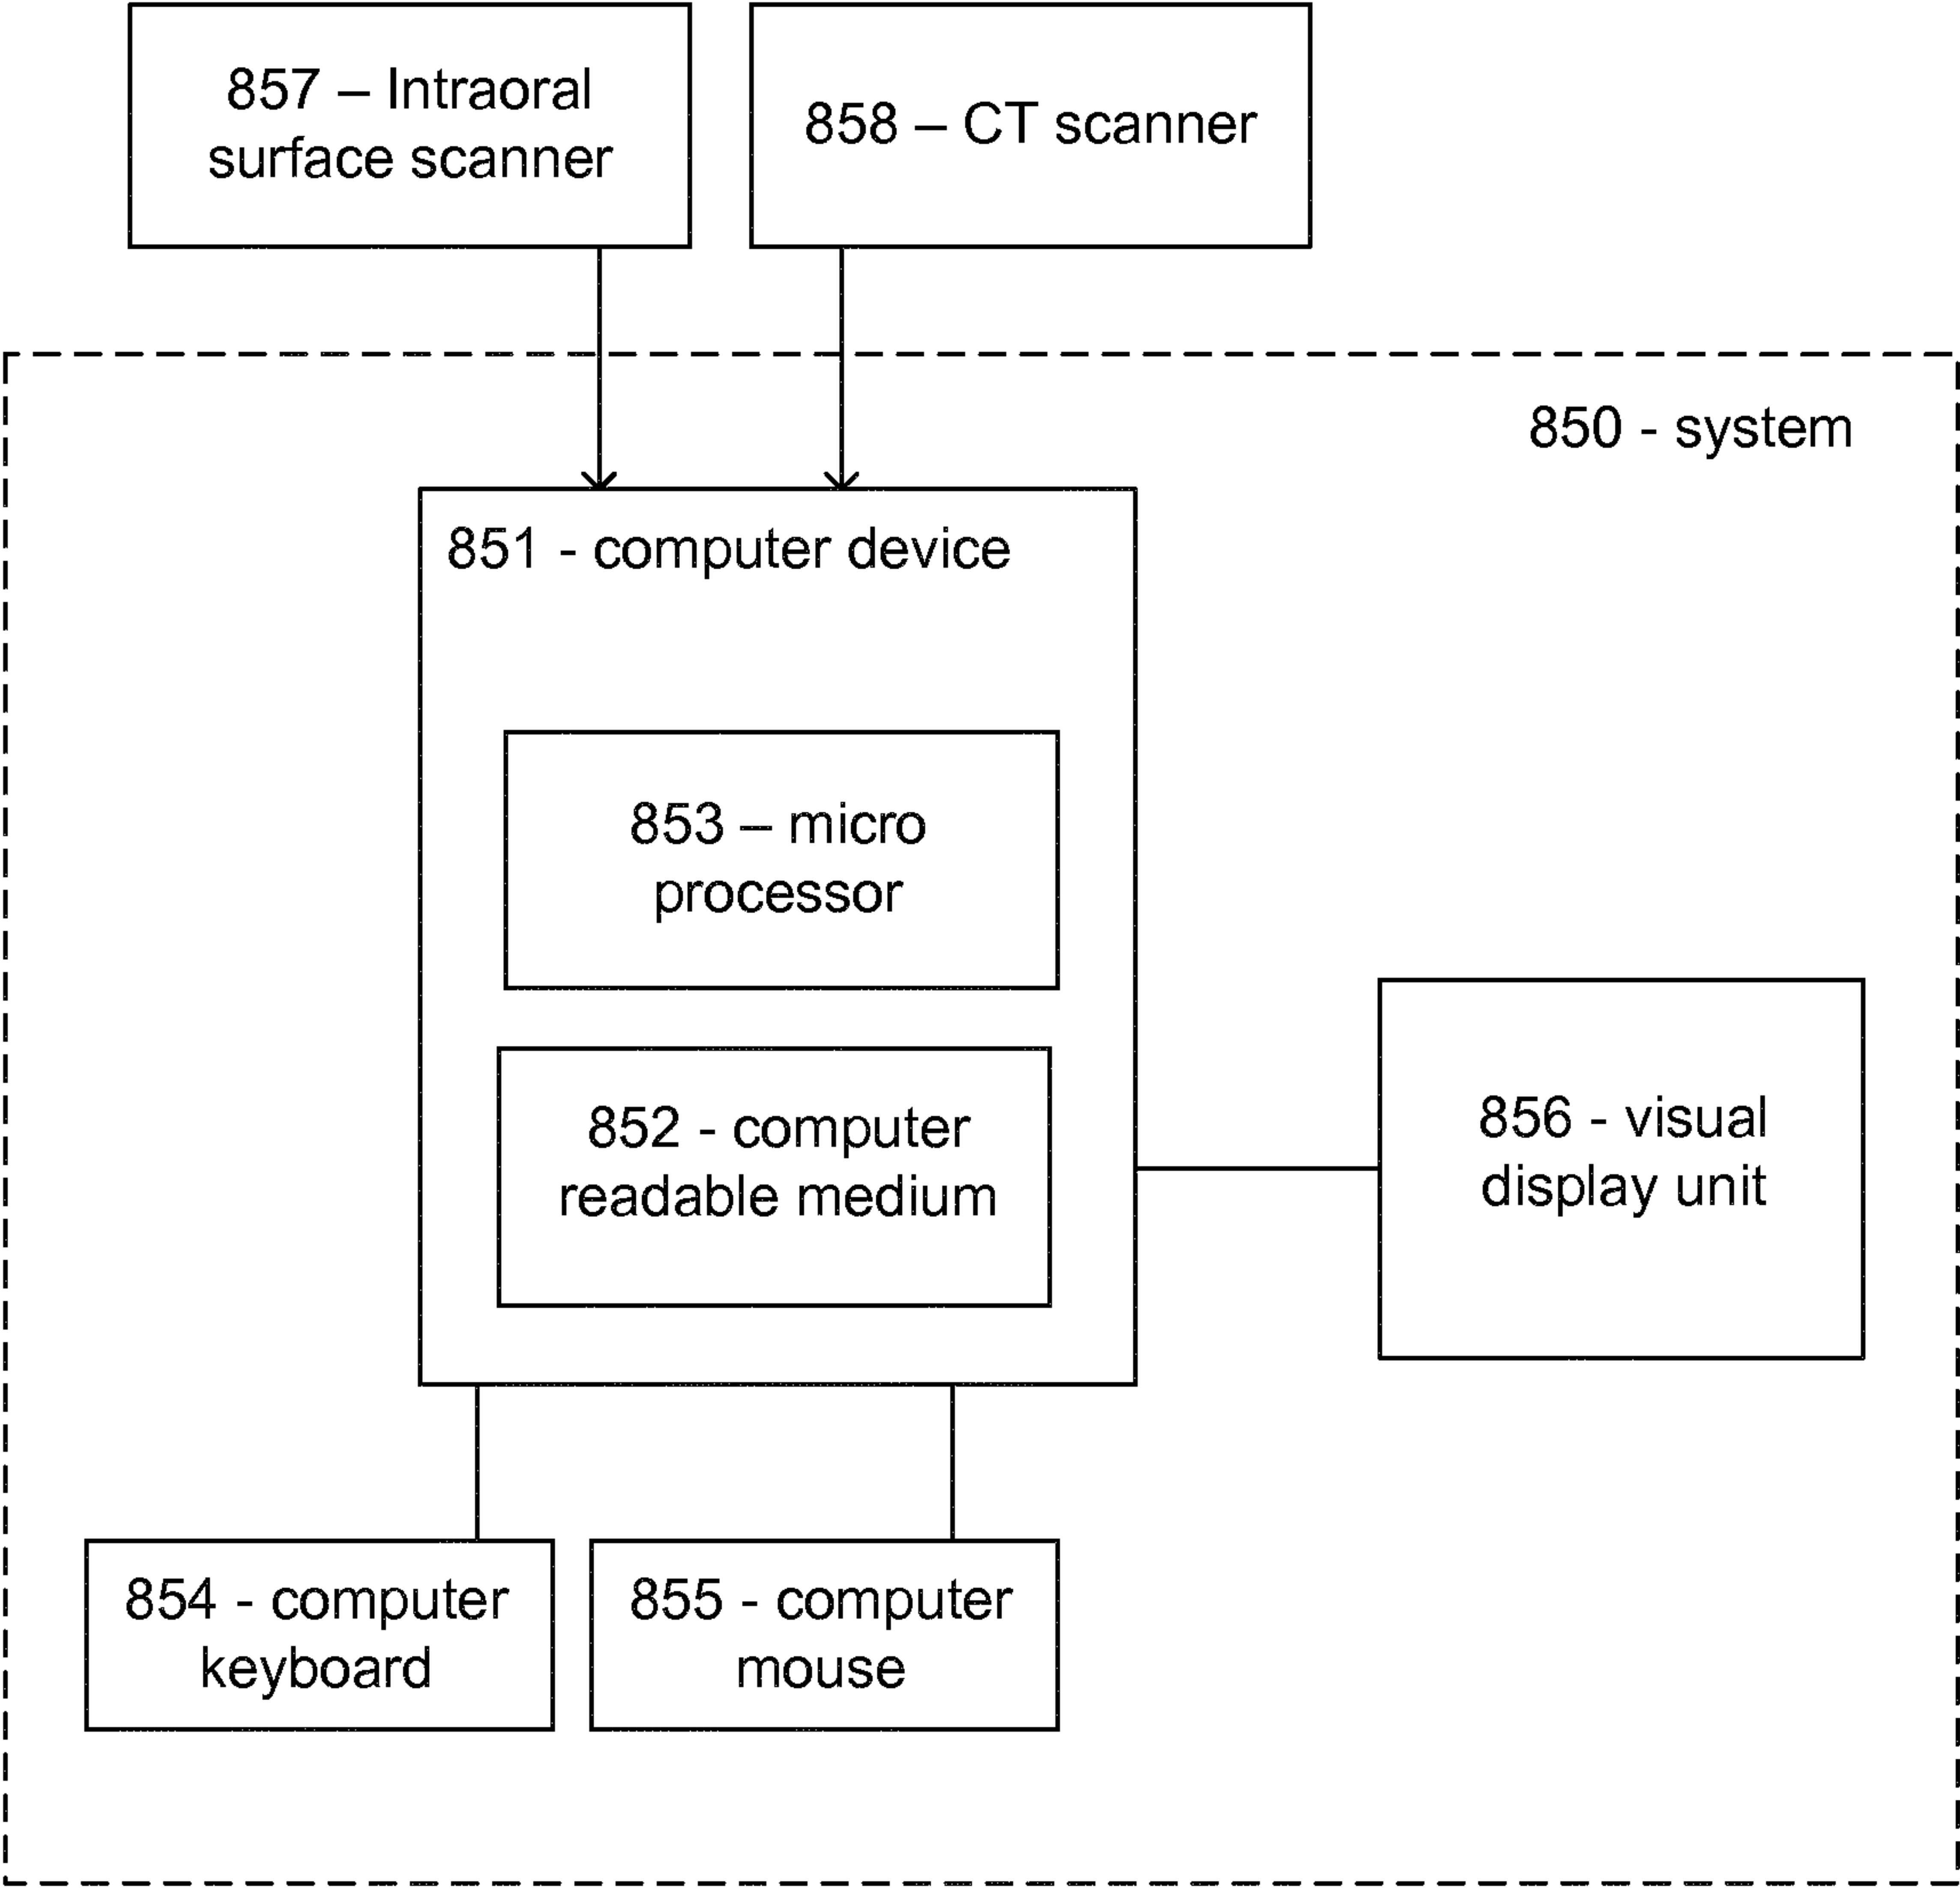 857 – Intraoral
surface scanner
858 – CT scanner
850 - system
851 - computer device
853 – micro
processor
852 - computer
readable medium
856 - visual
display unit
854 - computer
keyboard
855 - computer
mouse